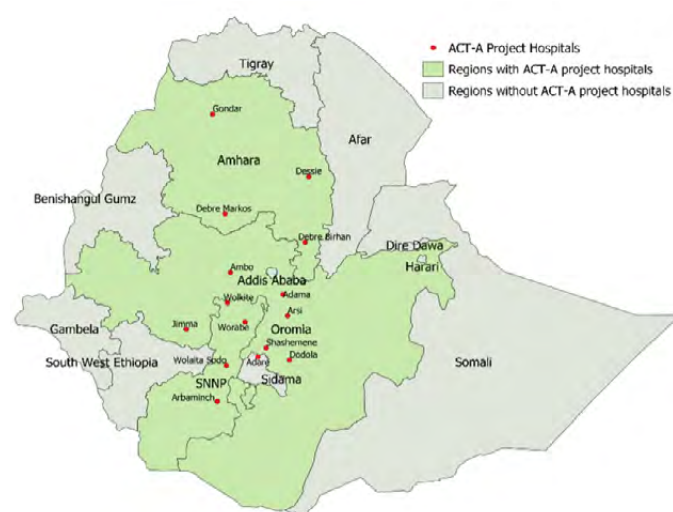 ACT-A Project Hospitals
Regions with ACT-A project hospitals
Regions without ACT-A project hospitals
Tigray
Gondar
Afar
Amhara
Dessie
Benishangul Gumz
Debre Markos
Debre Birhan
Dire Dawa
Harari
Ambo
Addis Ababa
Adama
Wolkite
Arsi
Worabe
Jimma
Oromia
Gambela
Shashemene
South West Ethiopia
Wolaita Sodo
Adare
Dodola
Somali
Sidama
SNNP
Arbaminch